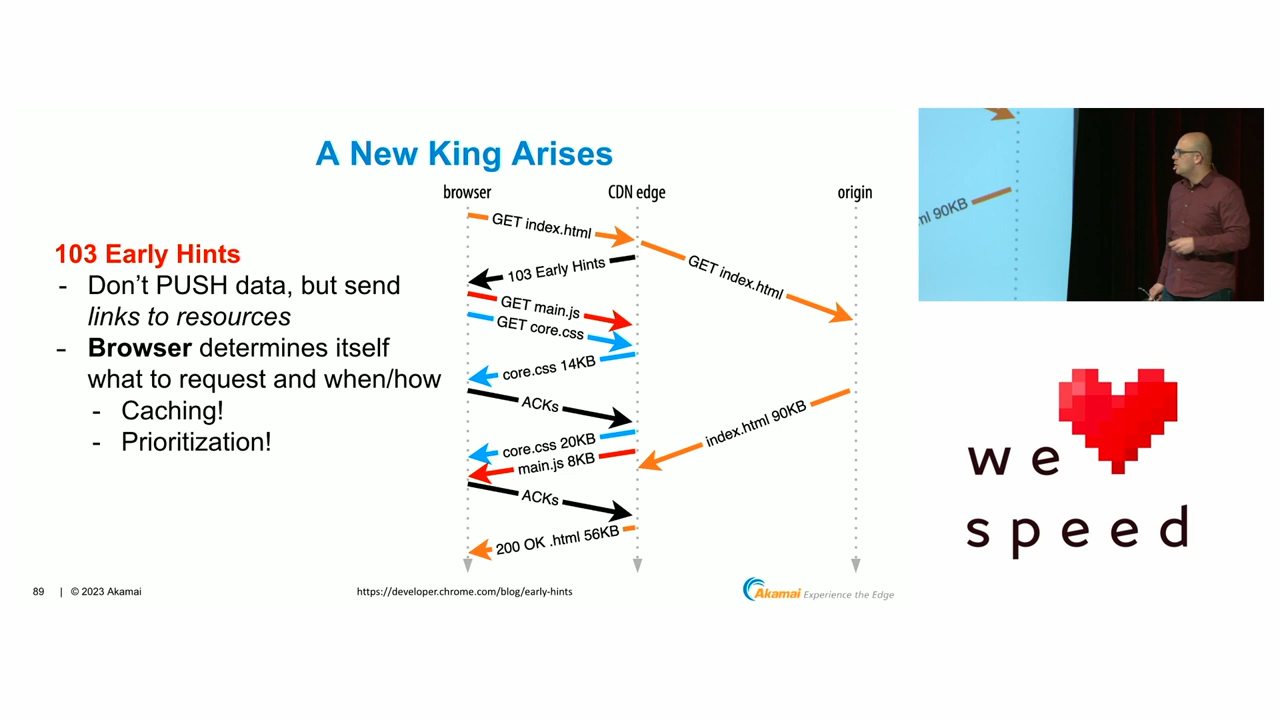 A New King Arises
103 Early Hints
- Don’t PUSH data, but send
links to resources
- Browser determines itself
what to request and when/how
- Caching!
- Prioritization!
browser
CDN edge
origin
GET index.html
GET index.html
103 Early Hints
GET main.js
GET core.css
core.css 14KB
ACKs
index.html 90KB
core.css 20KB
main.js 8KB
ACKs
200 OK .html 56KB
89 | © 2023 Akamai
https://developer.chrome.com/blog/early-hints
Akamai Experience the Edge
ml 90KB
we
speed